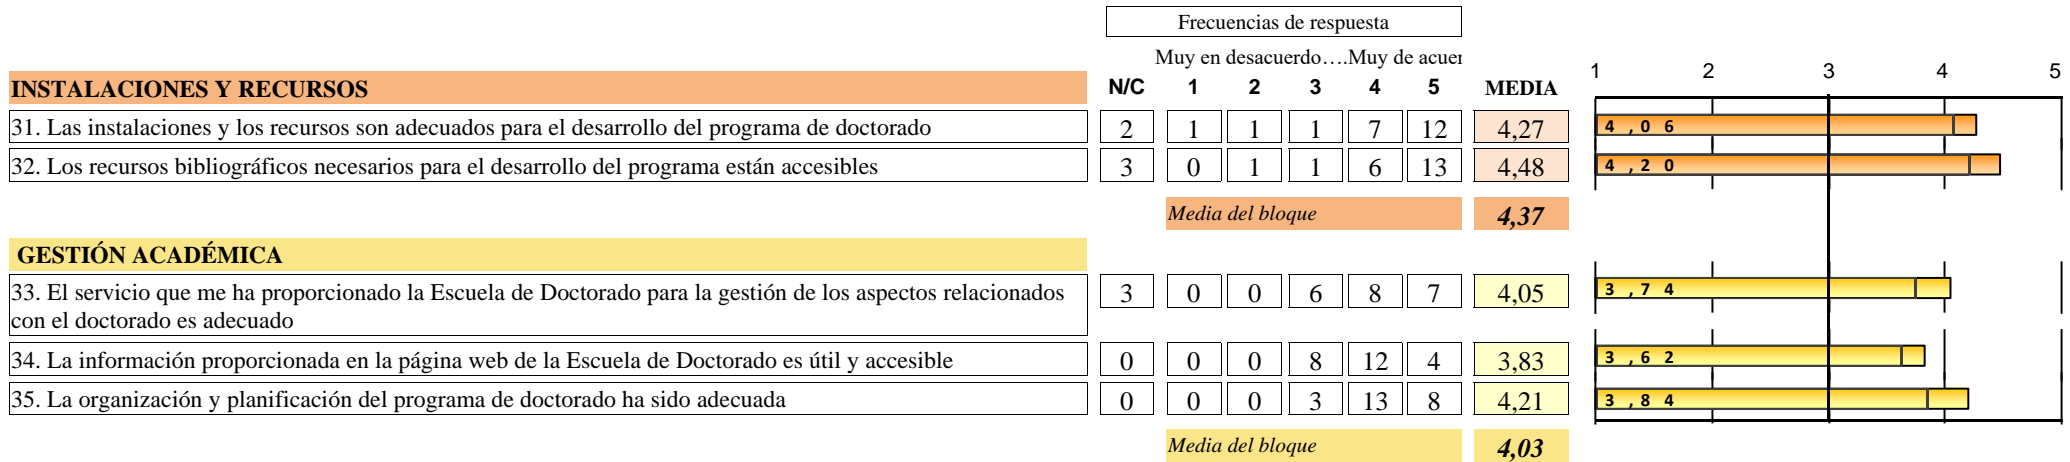 Frecuencias de respuesta
Muy en desacuerdo….Muy de acuer
INSTALACIONES Y RECURSOS N/C 1 2 3 4 5 MEDIA 1 2 3 4 5
31. Las instalaciones y los recursos son adecuados para el desarrollo del programa de doctorado 2 1 1 1 7 12 4,27 4,06
32. Los recursos bibliográficos necesarios para el desarrollo del programa están accesibles 3 0 1 1 6 13 4,48 4,20
Media del bloque 4,37
GESTIÓN ACADÉMICA
33. El servicio que me ha proporcionado la Escuela de Doctorado para la gestión de los aspectos relacionados 3 0 0 6 8 7 4,05 3,74
con el doctorado es adecuado
34. La información proporcionada en la página web de la Escuela de Doctorado es útil y accesible 0 0 0 8 12 4 3,83 3,62
35. La organización y planificación del programa de doctorado ha sido adecuada 0 0 0 3 13 8 4,21 3,84
Media del bloque 4,03